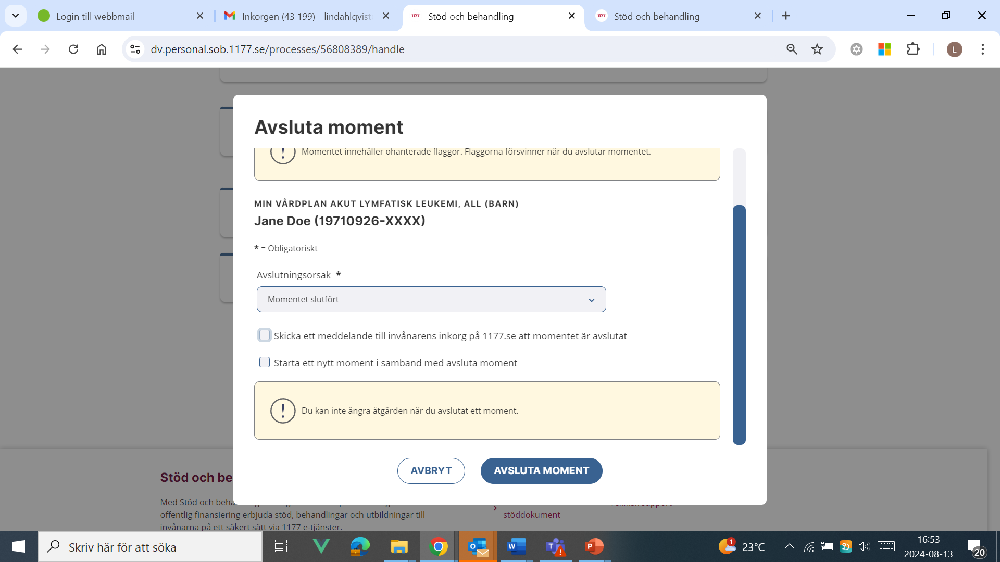 Login till webbmail
Inkorgen (43 199) - lindahlqvist
1177 Stöd och behandling
1177 Stöd och behandling
dv.personal.sob.1177.se/processes/56808389/handle
L
Avsluta moment
! Momentet innehåller ohanterade flaggor. Flaggorna försvinner när du avslutar momentet.
MIN VÅRDPLAN AKUT LYMFATISK LEUKEMI, ALL (BARN)
Jane Doe (19710926-XXXX)
* = Obligatoriskt
Avslutningsorsak *
Momentet slutfört
Skicka ett meddelande till invånarens inkorg på 1177.se att momentet är avslutat
Starta ett nytt moment i samband med avsluta moment
! Du kan inte ångra åtgärden när du avslutat ett moment.
AVBRYT
AVSLUTA MOMENT
Stöd och be
Med Stöd och
offentlig finansiering erbjuda stöd, behandlingar och utbildningar till
invånarna på ett säkert sätt via 1177 e-tjänster.
stöddokument
Skriv här för att söka
1
23°C
16:53
2024-08-13
20